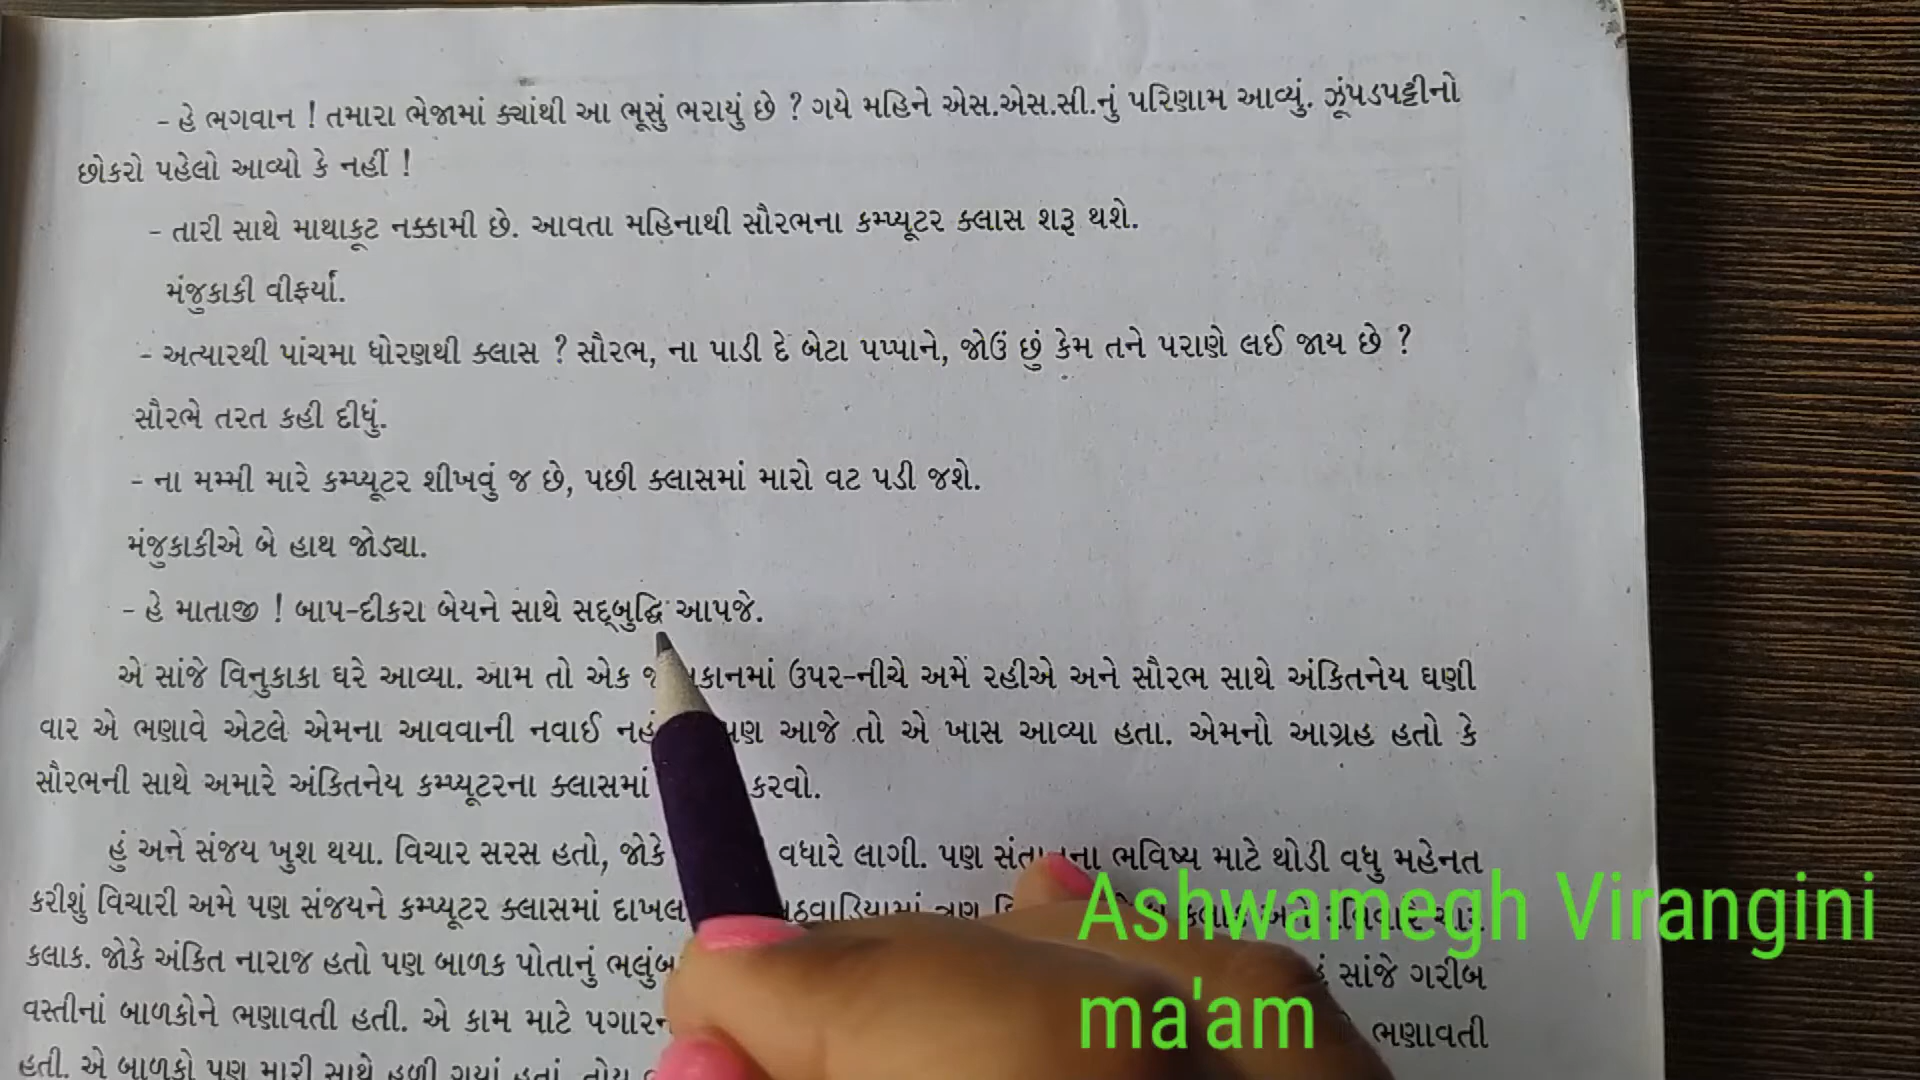 - હે ભગવાન ! તમારા ભેજામાં ક્યાંથી આ ભૂસું ભરાયું છે ? ગયે મહિને એસ.એસ.સી.નું પરિણામ આવ્યું. ઝૂંપડપટ્ટીનો
છોકરો પહેલો આવ્યો કે નહીં !
- તારી સાથે માથાકૂટ નક્કામી છે. આવતા મહિનાથી સૌરભના કમ્પ્યૂટર ક્લાસ શરૂ થશે.
મંજુકાકી વીફર્યાં.
- અત્યારથી પાંચમા ધોરણથી ક્લાસ ? સૌરભ, ના પાડી દે બેટા પપ્પાને, જોઉં છું કેમ તને પરાણે લઈ જાય છે ?
સૌરભે તરત કહી દીધું.
- ના મમ્મી મારે કમ્પ્યૂટર શીખવું જ છે, પછી ક્લાસમાં મારો વટ પડી જશે.
મંજુકાકીએ બે હાથ જોડ્યા.
- હે માતાજી ! બાપ-દીકરા બેયને સાથે સદ્બુદ્ધિ આપજે.
એ સાંજે વિનુકાકા ઘરે આવ્યા. આમ તો એક ઉપર-નીચે અમેં રહીએ અને સૌરભ સાથે અંકિતનેય ઘણી
વાર એ ભણાવે એટલે એમના આવવાની નવાઈ પણ આજે તો એ ખાસ આવ્યા હતા. એમનો આગ્રહ હતો કે
સૌરભની સાથે અમારે અંકિતનેય કમ્પ્યૂટરના ક્લાસમાં કરવો.
હું અને સંજય ખુશ થયા. વિચાર સરસ હતો, જોકે વધારે લાગી. પણ ભવિષ્ય માટે થોડી વધુ મહેનત
કરીશું વિચારી અમે પણ સંજયને કમ્પ્યૂટર ક્લાસમાં
કલાક. જોકે અંકિત નારાજ હતો પણ બાળક પોતાનું સાંજે ગરીબ
વસ્તીનાં બાળકોને ભણાવતી હતી. એ કામ માટે ભણાવતી
હતી. એ બાળકો પણ મારી સાથે
Ashwamegh Virangini
ma'am